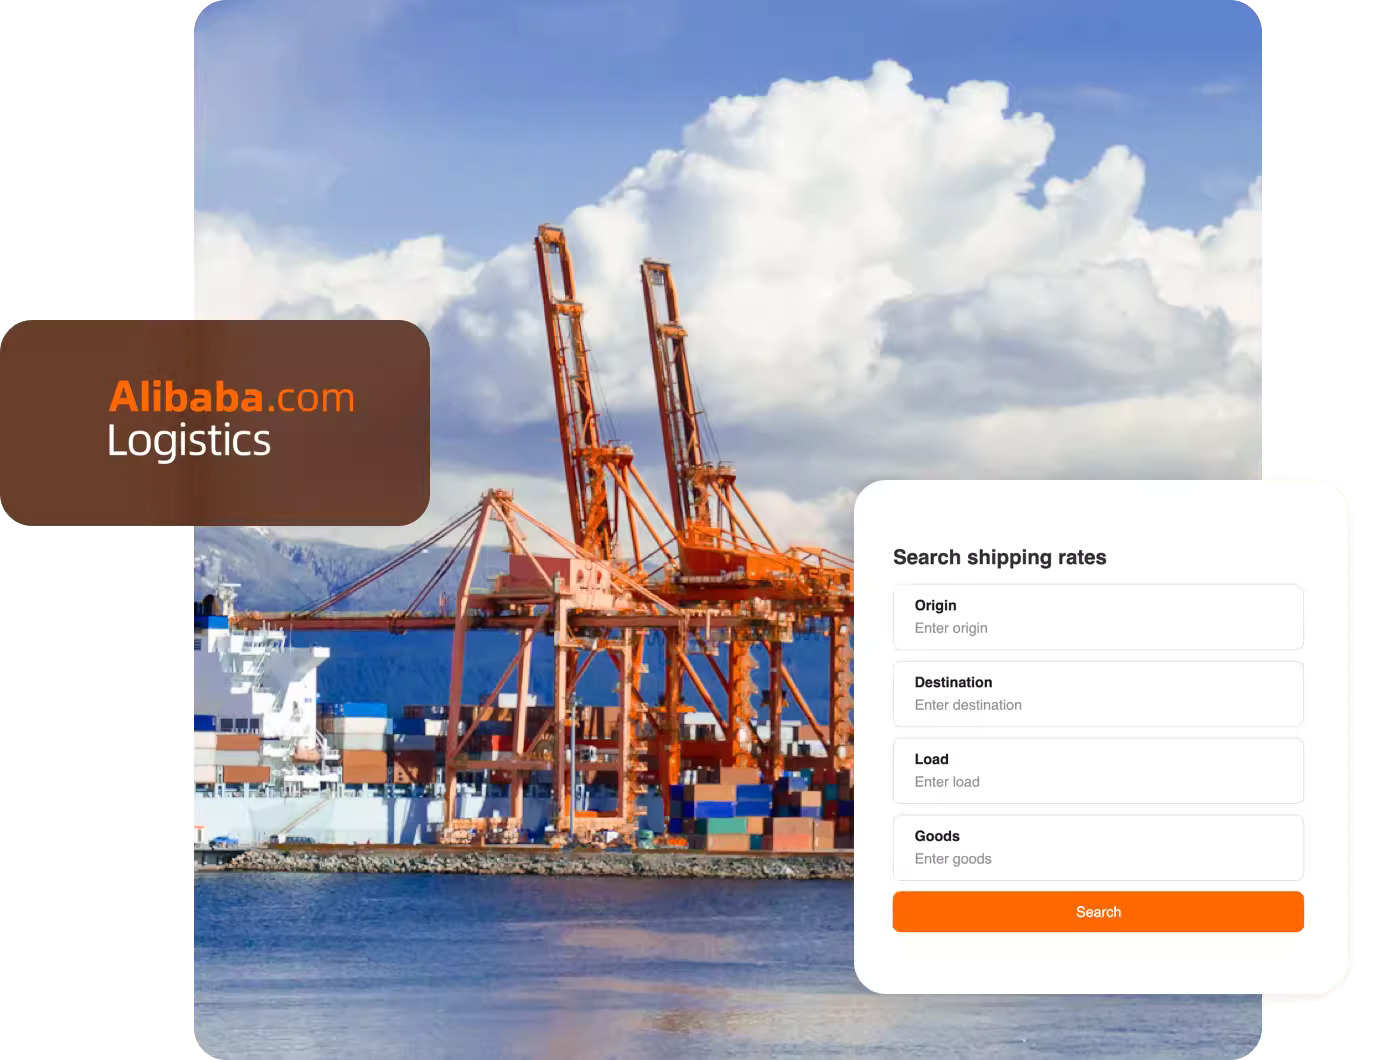 Alibaba.com
Logistics
Search shipping rates
Origin
Enter origin
Destination
Enter destination
Load
Enter load
Goods
Enter goods
Search